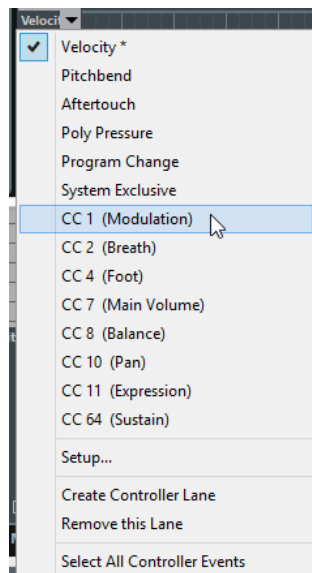 Velocit
Velocity *
Pitchbend
Aftertouch
Poly Pressure
Program Change
System Exclusive
CC 1 (Modulation)
CC 2 (Breath)
CC 4 (Foot)
CC 7 (Main Volume)
CC 8 (Balance)
CC 10 (Pan)
CC 11 (Expression)
CC 64 (Sustain)
Setup...
Create Controller Lane
Remove this Lane
Select All Controller Events